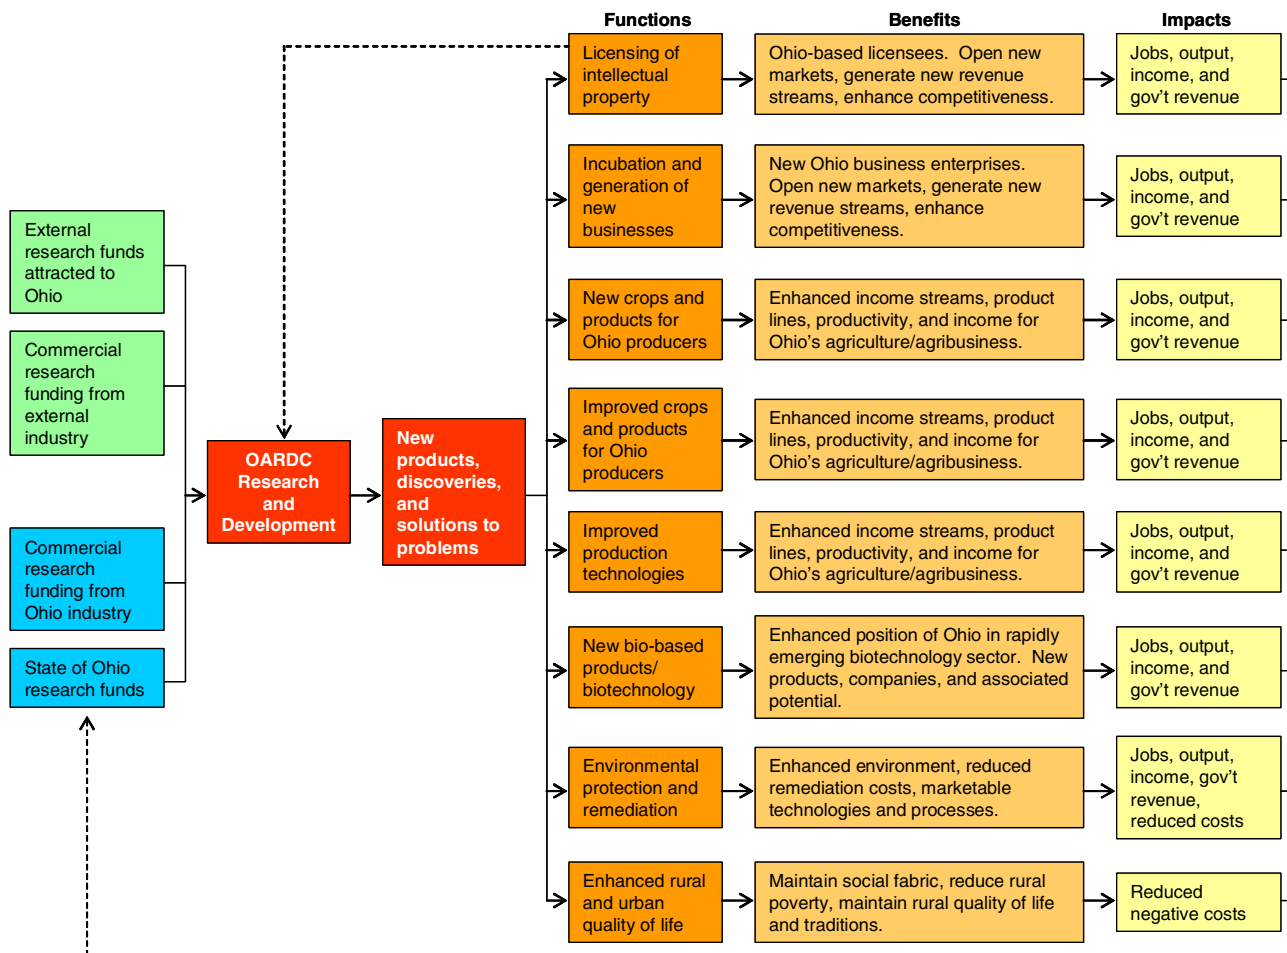 Functions
Benefits
Impacts
Licensing of
intellectual
property
Ohio-based licensees.  Open new
markets, generate new revenue
streams, enhance competitiveness.
Jobs, output,
income, and
gov’t revenue
Incubation and
generation of
new
businesses
New Ohio business enterprises.
Open new markets, generate new
revenue streams, enhance
competitiveness.
Jobs, output,
income, and
gov’t revenue
External
research funds
attracted to
Ohio
New crops and
products for
Ohio producers
Enhanced income streams, product
lines, productivity, and income for
Ohio’s agriculture/agribusiness.
Jobs, output,
income, and
gov’t revenue
Commercial
research
funding from
external
industry
Improved crops
and products
for Ohio
producers
Enhanced income streams, product
lines, productivity, and income for
Ohio’s agriculture/agribusiness.
Jobs, output,
income, and
gov’t revenue
OARDC
Research
and
Development
New
products,
discoveries,
and
solutions to
problems
Commercial
research
funding from
Ohio industry
Improved
production
technologies
Enhanced income streams, product
lines, productivity, and income for
Ohio’s agriculture/agribusiness.
Jobs, output,
income, and
gov’t revenue
State of Ohio
research funds
New bio-based
products/
biotechnology
Enhanced position of Ohio in rapidly
emerging biotechnology sector.  New
products, companies, and associated
potential.
Jobs, output,
income, and
gov’t revenue
Environmental
protection and
remediation
Enhanced environment, reduced
remediation costs, marketable
technologies and processes.
Jobs, output,
income, gov’t
revenue,
reduced costs
Enhanced rural
and urban
quality of life
Maintain social fabric, reduce rural
poverty, maintain rural quality of life
and traditions.
Reduced
negative costs